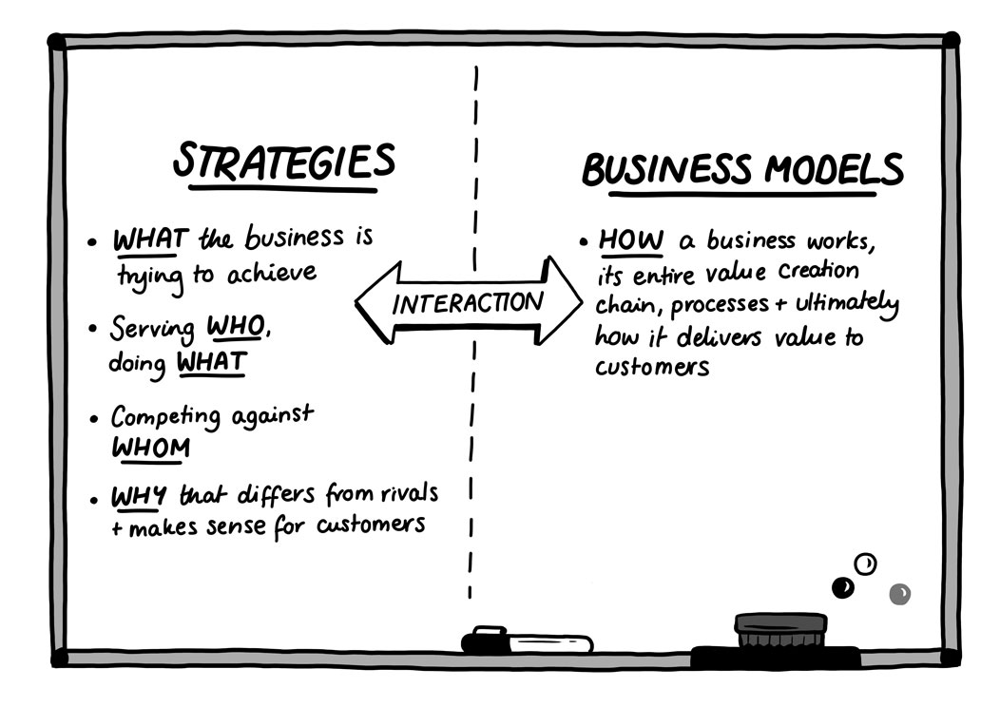 STRATEGIES
• WHAT the business is
trying to achieve
• Serving WHO,
doing WHAT
• Competing against
WHOM
• WHY that differs from rivals
+ makes sense for customers
INTERACTION
BUSINESS MODELS
• HOW a business works,
its entire value creation
chain, processes + ultimately
how it delivers value to
customers